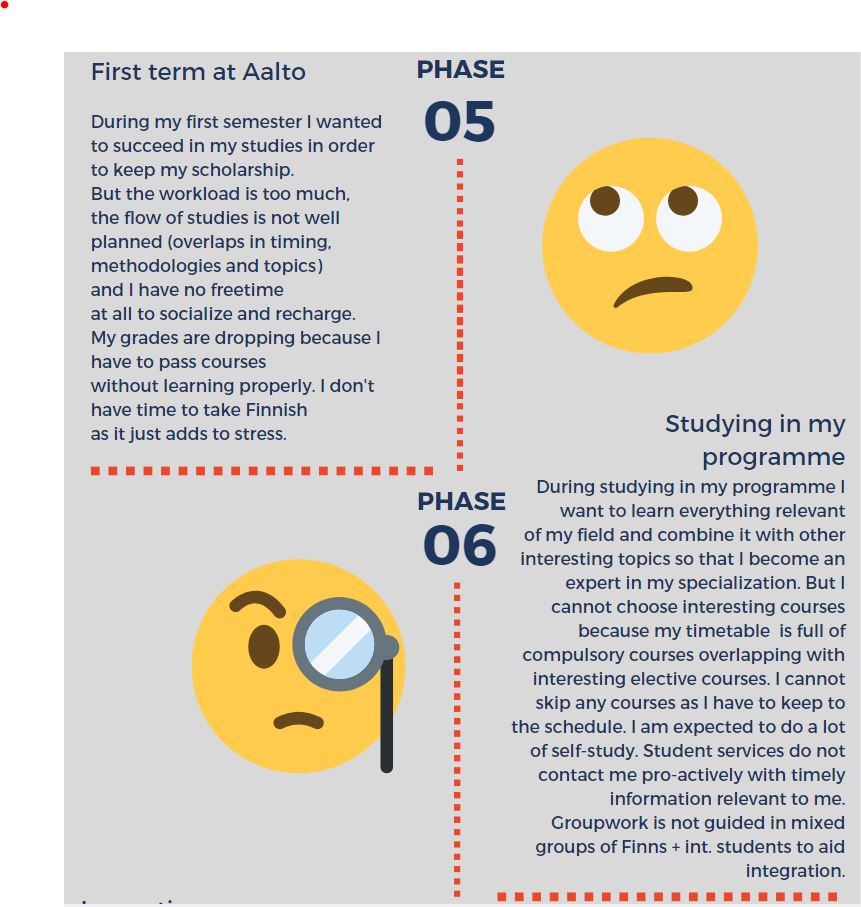 First term at Aalto
During my first semester I wanted
to succeed in my studies in order
to keep my scholarship.
But the workload is too much,
the flow of studies is not well
planned (overlaps in timing,
methodologies and topics)
and I have no freetime
at all to socialize and recharge.
My grades are dropping because I
have to pass courses
without learning properly. I don't
have time to take Finnish
as it just adds to stress.
PHASE
05
Studying in my
programme
During studying in my programme I
want to learn everything relevant
of my field and combine it with other
interesting topics so that I become an
expert in my specialization. But I
cannot choose interesting courses
because my timetable is full of
compulsory courses overlapping with
interesting elective courses. I cannot
skip any courses as I have to keep to
the schedule. I am expected to do a lot
of self-study. Student services do not
contact me pro-actively with timely
information relevant to me.
Groupwork is not guided in mixed
groups of Finns + int. students to aid
integration.
PHASE
06